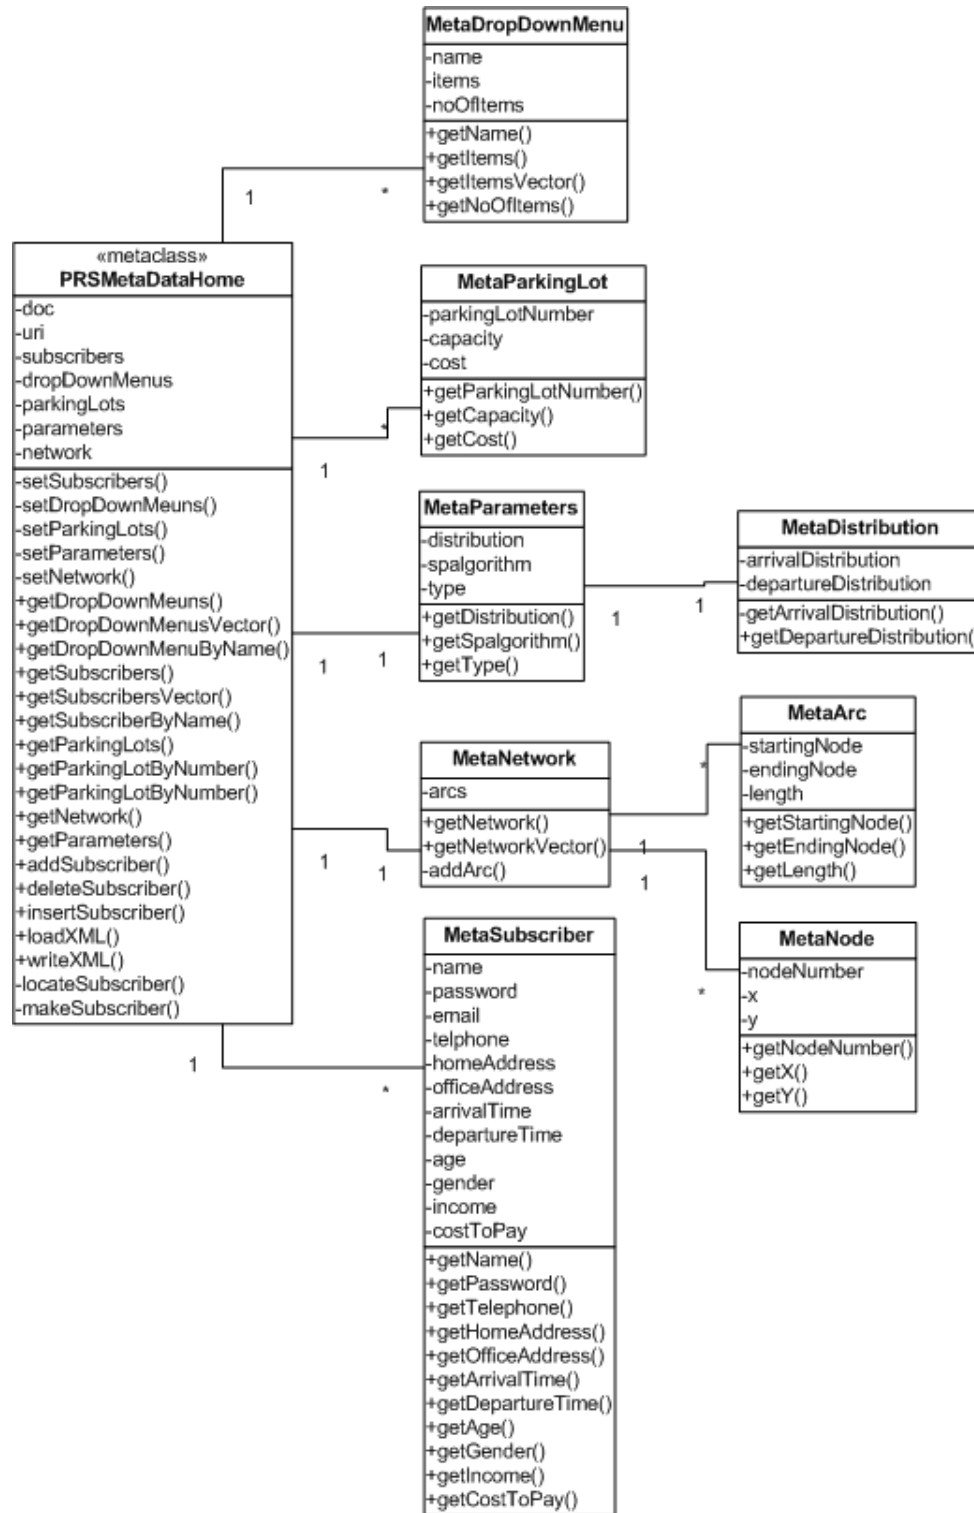 MetaDropDownMenu
-name
-items
-noOfItems
+getName()
+getItems()
+getItemsVector()
+getNoOfItems()
1
*
«metaclass»
PRSMetaDataHome
-doc
-uri
-subscribers
-dropDownMenus
-parkingLots
-parameters
-network
-setSubscribers()
-setDropDownMeuns()
-setParkingLots()
-setParameters()
-setNetwork()
+getDropDownMeuns()
+getDropDownMenusVector()
+getDropDownMenuByName()
+getSubscribers()
+getSubscribersVector()
+getSubscriberByName()
+getParkingLots()
+getParkingLotByNumber()
+getParkingLotByNumber()
+getNetwork()
+getParameters()
+addSubscriber()
+deleteSubscriber()
+insertSubscriber()
+loadXML()
+writeXML()
-locateSubscriber()
-makeSubscriber()
MetaParkingLot
-parkingLotNumber
-capacity
-cost
+getParkingLotNumber()
+getCapacity()
+getCost()
*
1
MetaParameters
-distribution
-spalgorithm
-type
+getDistribution()
+getSpalgorithm()
+getType()
1
1
1
1
MetaDistribution
-arrivalDistribution
-departureDistribution
-getArrivalDistribution()
+getDepartureDistribution(
MetaNetwork
-arcs
+getNetwork()
+getNetworkVector()
-addArc()
1
1
1
1
*
*
MetaArc
-startingNode
-endingNode
-length
+getStartingNode()
+getEndingNode()
+getLength()
MetaNode
-nodeNumber
-x
-y
+getNodeNumber()
+getX()
+getY()
1
*
MetaSubscriber
-name
-password
-email
-telphone
-homeAddress
-officeAddress
-arrivalTime
-departureTime
-age
-gender
-income
-costToPay
+getName()
+getPassword()
+getTelephone()
+getHomeAddress()
+getOfficeAddress()
+getArrivalTime()
+getDepartureTime()
+getAge()
+getGender()
+getIncome()
+getCostToPay()